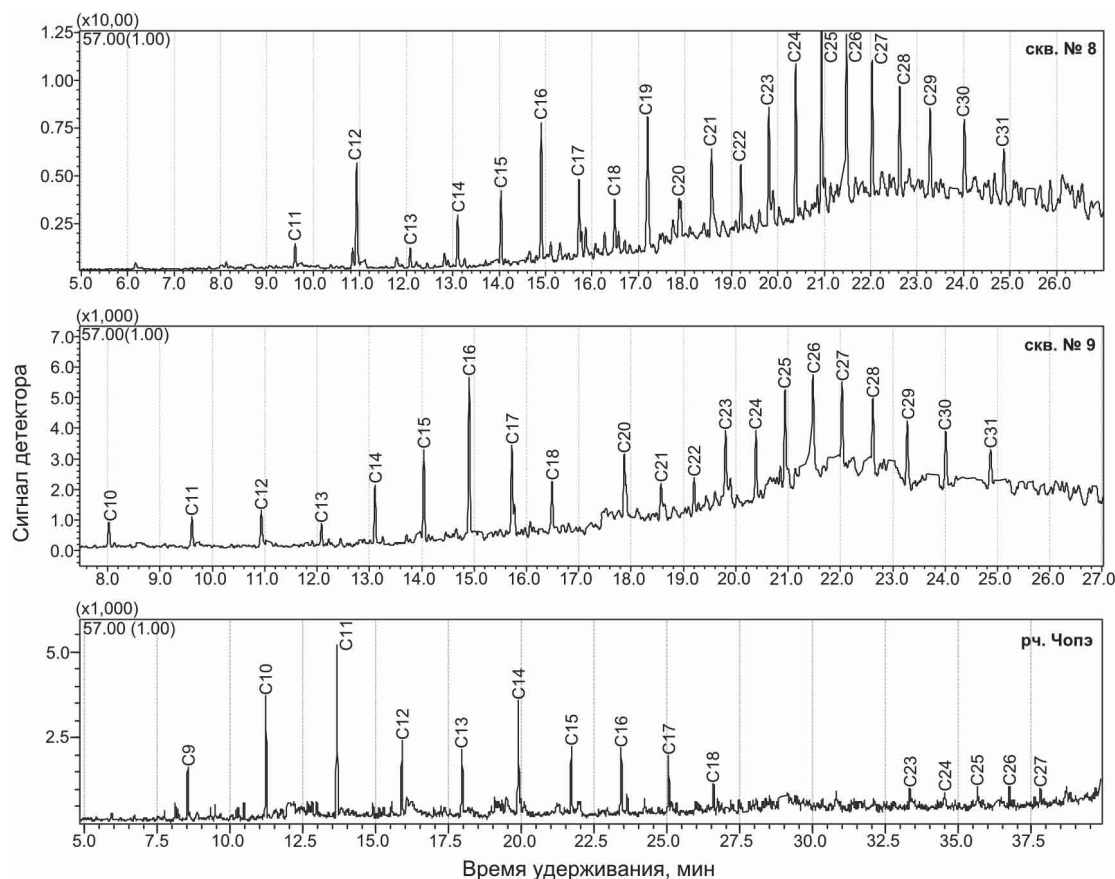 (x10,00)
57.00(1.00)
скв. № 8
1.25
1.00
0.75
0.50
0.25
C11
C12
C13
C14
C15
C16
C17
C18
C19
C20
C21
C22
C23
C24
C25
C26
C27
C28
C29
C30
C31
5.0 6.0 7.0 8.0 9.0 10.0 11.0 12.0 13.0 14.0 15.0 16.0 17.0 18.0 19.0 20.0 21.0 22.0 23.0 24.0 25.0 26.0
(x1,000)
57.00(1.00)
скв. № 9
7.0
6.0
5.0
4.0
3.0
2.0
1.0
0.0
Сигнал детектора
C10
C11
C12
C13
C14
C15
C16
C17
C18
C20
C21
C22
C23
C24
C25
C26
C27
C28
C29
C30
C31
8.0 9.0 10.0 11.0 12.0 13.0 14.0 15.0 16.0 17.0 18.0 19.0 20.0 21.0 22.0 23.0 24.0 25.0 26.0 27.0
(x1,000)
57.00 (1.00)
рч. Чопэ
5.0
2.5
C9
C10
C11
C12
C13
C14
C15
C16
C17
C18
C23
C24
C25
C26
C27
5.0 7.5 10.0 12.5 15.0 17.5 20.0 22.5 25.0 27.5 30.0 32.5 35.0 37.5
Время удерживания, мин